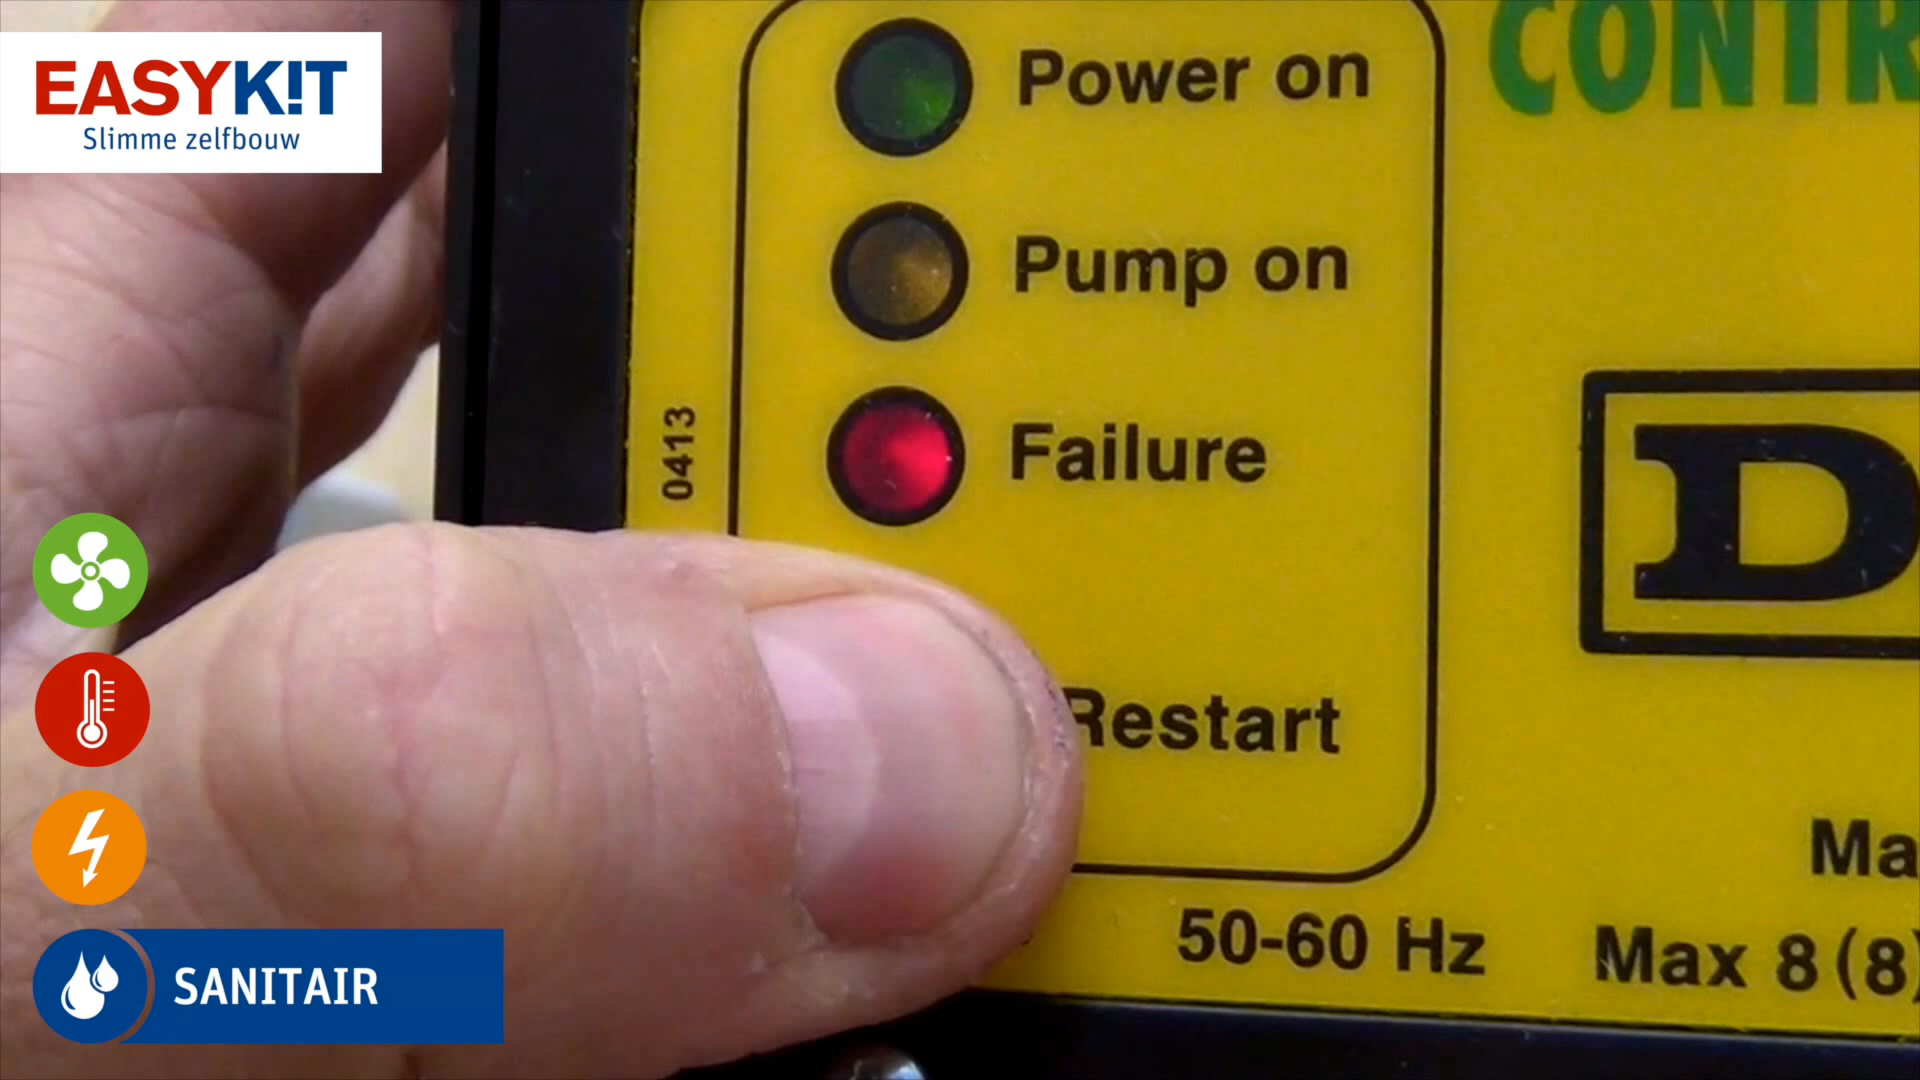 EASYK!T
Slimme zelfbouw
Power on
Pump on
Failure
0413
Restart
50-60 Hz
Max 8 (8)
SANITAIR